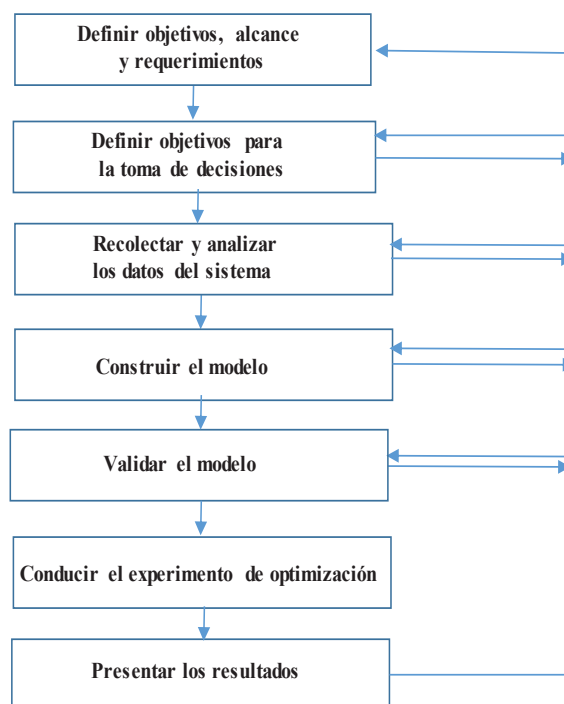 Definir objetivos, alcance
y requerimientos
Definir objetivos para
la toma de decisiones
Recolectar y analizar
los datos del sistema
Construir el modelo
Validar el modelo
Conducir el experimento de optimización
Presentar los resultados